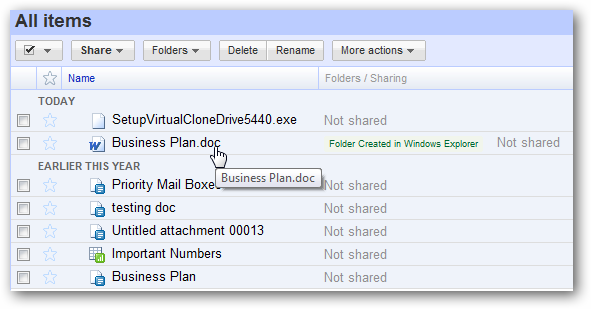 All items
Share Folders Delete Rename More actions
Name Folders / Sharing
TODAY
SetupVirtualCloneDrive5440.exe Not shared
Business Plan.doc Folder Created in Windows Explorer Not shared
EARLIER THIS YEAR
Priority Mail Boxes Not shared
Business Plan.doc
testing doc Not shared
Untitled attachment 00013 Not shared
Important Numbers Not shared
Business Plan Not shared